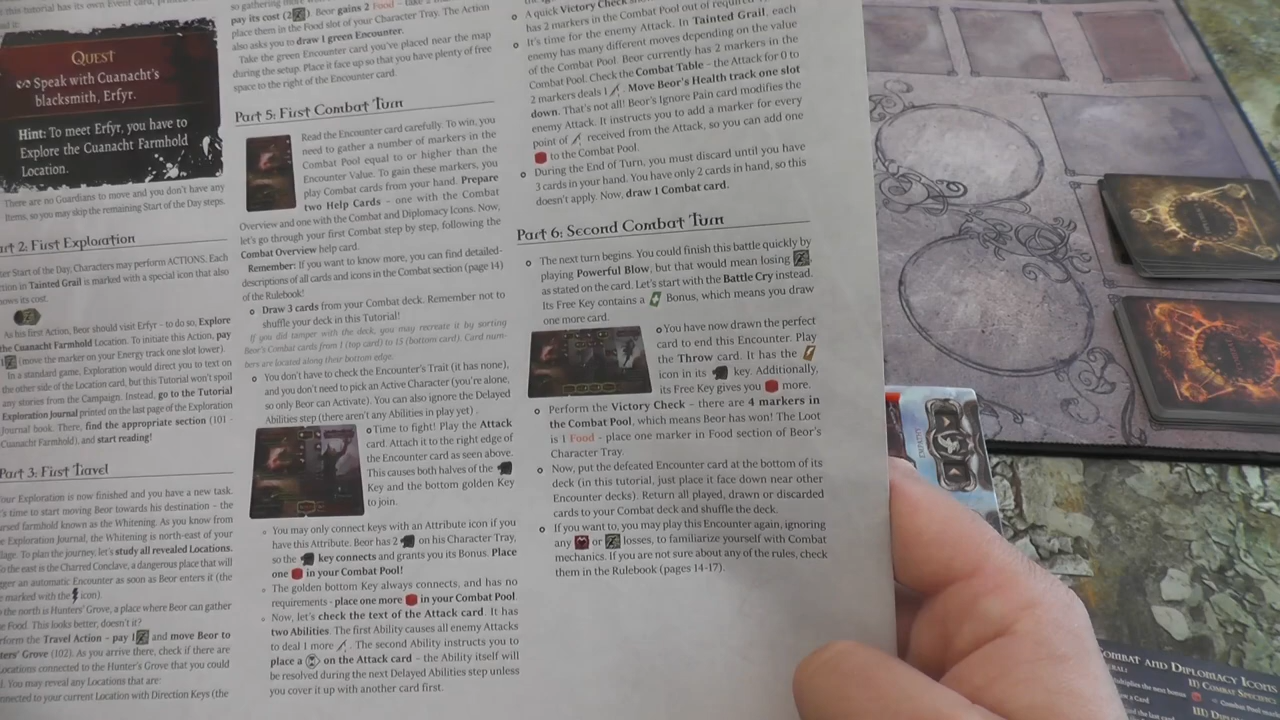 this tutorial has its own Event card,
QUEST
Speak with Cuanacht's
blacksmith, Erfyr.
Hint: To meet Erfyr, you have to
Explore the Cuanacht Farmhold
Location.
There are no Guardians to move and you don't have any
Items, so you may skip the remaining Start of the Day steps.
art 2: First Exploration
er Start of the Day, Characters may perform ACTIONS. Each
ction in Tainted Grail is marked with a special icon that also
hows its cost.
As his first Action, Beor should visit Erfyr – to do so, Explore
the Cuanacht Farmhold Location. To initiate this Action, pay
1 (move the marker on your Energy track one slot lower).
In a standard game, Exploration would direct you to text on
the other side of the Location card, but this Tutorial won't spoil
any stories from the Campaign. Instead, go to the Tutorial
Exploration Journal printed on the last page of the Exploration
Journal book. There, find the appropriate section (101 -
Cuanacht Farmhold), and start reading!
Part 3: First Travel
Your Exploration is now finished and you have a new task.
's time to start moving Beor towards his destination – the
ursed farmhold known as the Whitening. As you know from
e Exploration Journal, the Whitening is north-east of your
llage. To plan the journey, let's study all revealed Locations.
o the east is the Charred Conclave, a dangerous place that will
ger an automatic Encounter as soon as Beor enters it (the
e marked with the icon).
o the north is Hunters' Grove, a place where Beor can gather
e Food. This looks better, doesn't it?
rform the Travel Action - pay 1 and move Beor to
ters' Grove (102). As you arrive there, check if there are
Locations connected to the Hunter's Grove that you could
l. You may reveal any Locations that are:
nnected to your current Location with Direction Keys (the
so gathering more
pay its cost (2). Beor gains 2 Food –
place them in the Food slot of your Character Tray. The Action
also asks you to draw 1 green Encounter.
Take the green Encounter card you've placed near the map
during the setup. Place it face up so that you have plenty of free
space to the right of the Encounter card.
Part 5: First Combat Turn
Read the Encounter card carefully. To win, you
need to gather a number of markers in the
Combat Pool equal to or higher than the
Encounter Value. To gain these markers, you
play Combat cards from your hand. Prepare
two Help Cards - one with the Combat
Overview and one with the Combat and Diplomacy Icons. Now,
let's go through your first Combat step by step, following the
Combat Overview help card.
Remember: If you want to know more, you can find detailed-
descriptions of all cards and icons in the Combat section (page 14)
of the Rulebook!
Draw 3 cards from your Combat deck. Remember not to
shuffle your deck in this Tutorial!
If you did tamper with the deck, you may recreate it by sorting
Beor's Combat cards from 1 (top card) to 15 (bottom card). Card num-
bers are located along their bottom edge.
You don't have to check the Encounter's Trait (it has none),
and you don't need to pick an Active Character (you're alone,
so only Beor can Activate). You can also ignore the Delayed
Abilities step (there aren't any Abilities in play yet) .
Time to fight! Play the Attack
card. Attach it to the right edge of
the Encounter card as seen above.
This causes both halves of the
Key and the bottom golden Key
to join.
You may only connect keys with an Attribute icon if you
have this Attribute. Beor has 2 on his Character Tray,
so the key connects and grants you its Bonus. Place
one in your Combat Pool!
The golden bottom Key always connects, and has no
requirements - place one more in your Combat Pool.
Now, let's check the text of the Attack card. It has
two Abilities. The first Ability causes all enemy Attacks
to deal 1 more . The second Ability instructs you to
place a on the Attack card – the Ability itself will
be resolved during the next Delayed Abilities step unless
you cover it up with another card first.
A quick Victory Check
has 2 markers in the Combat Pool out of
It's time for the enemy Attack. In Tainted Grail, each
enemy has many different moves depending on the value
of the Combat Pool. Beor currently has 2 markers in the
Combat Pool. Check the Combat Table – the Attack for 0 to
2 markers deals 1 . Move Beor's Health track one slot
down. That's not all! Beor's Ignore Pain card modifies the
enemy Attack. It instructs you to add a marker for every
point of received from the Attack, so you can add one
to the Combat Pool.
During the End of Turn, you must discard until you have
3 cards in your hand. You have only 2 cards in hand, so this
doesn't apply. Now, draw 1 Combat card.
Part 6: Second Combat Turn
The next turn begins. You could finish this battle quickly by
playing Powerful Blow, but that would mean losing ,
as stated on the card. Let's start with the Battle Cry instead.
Its Free Key contains a Bonus, which means you draw
one more card.
You have now drawn the perfect
card to end this Encounter. Play
the Throw card. It has the
icon in its key. Additionally,
its Free Key gives you more.
Perform the Victory Check – there are 4 markers in
the Combat Pool, which means Beor has won! The Loot
is 1 Food - place one marker in Food section of Beor's
Character Tray.
Now, put the defeated Encounter card at the bottom of its
deck (in this tutorial, just place it face down near other
Encounter decks). Return all played, drawn or discarded
cards to your Combat deck and shuffle the deck.
If you want to, you may play this Encounter again, ignoring
any or losses, to familiarize yourself with Combat
mechanics. If you are not sure about any of the rules, check
them in the Rulebook (pages 14-17).
EMPATHY
COMBAT AND DIPLOMACY ICONS
II) COMBAT SPECIFIC